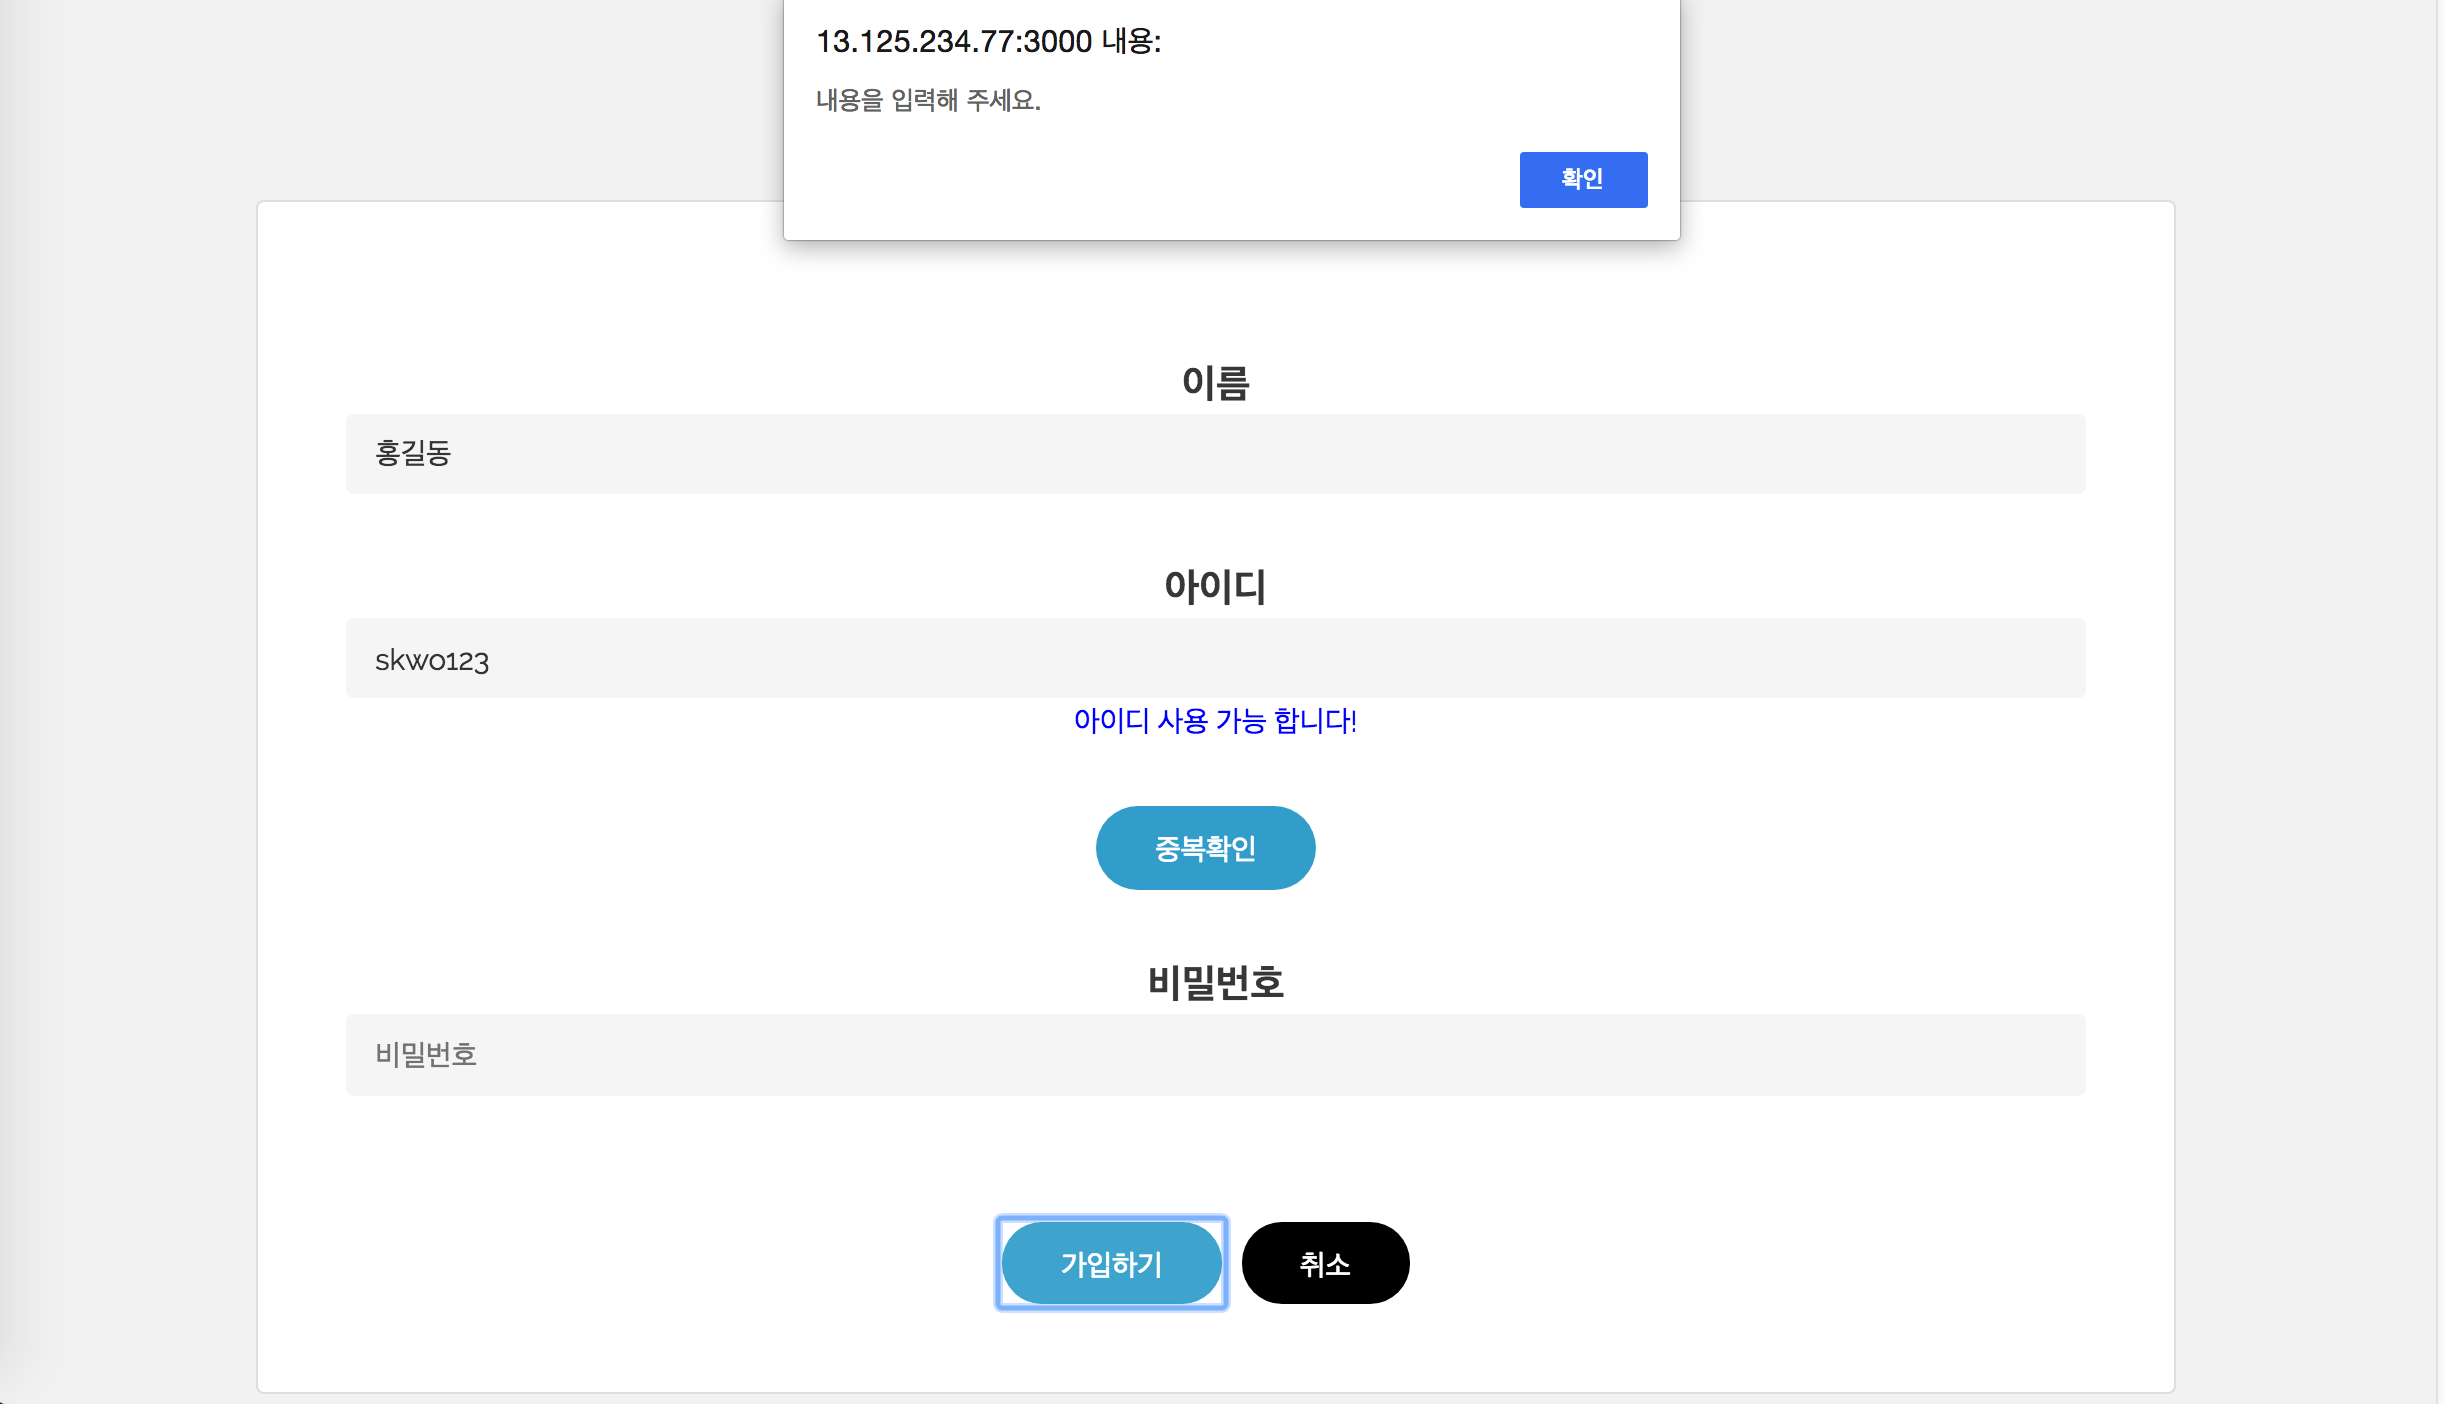 13.125.234.77:3000 내용:
내용을 입력해 주세요.
확인
이름
홍길동
아이디
skwo123
아이디 사용 가능 합니다!
중복확인
비밀번호
비밀번호
가입하기 취소